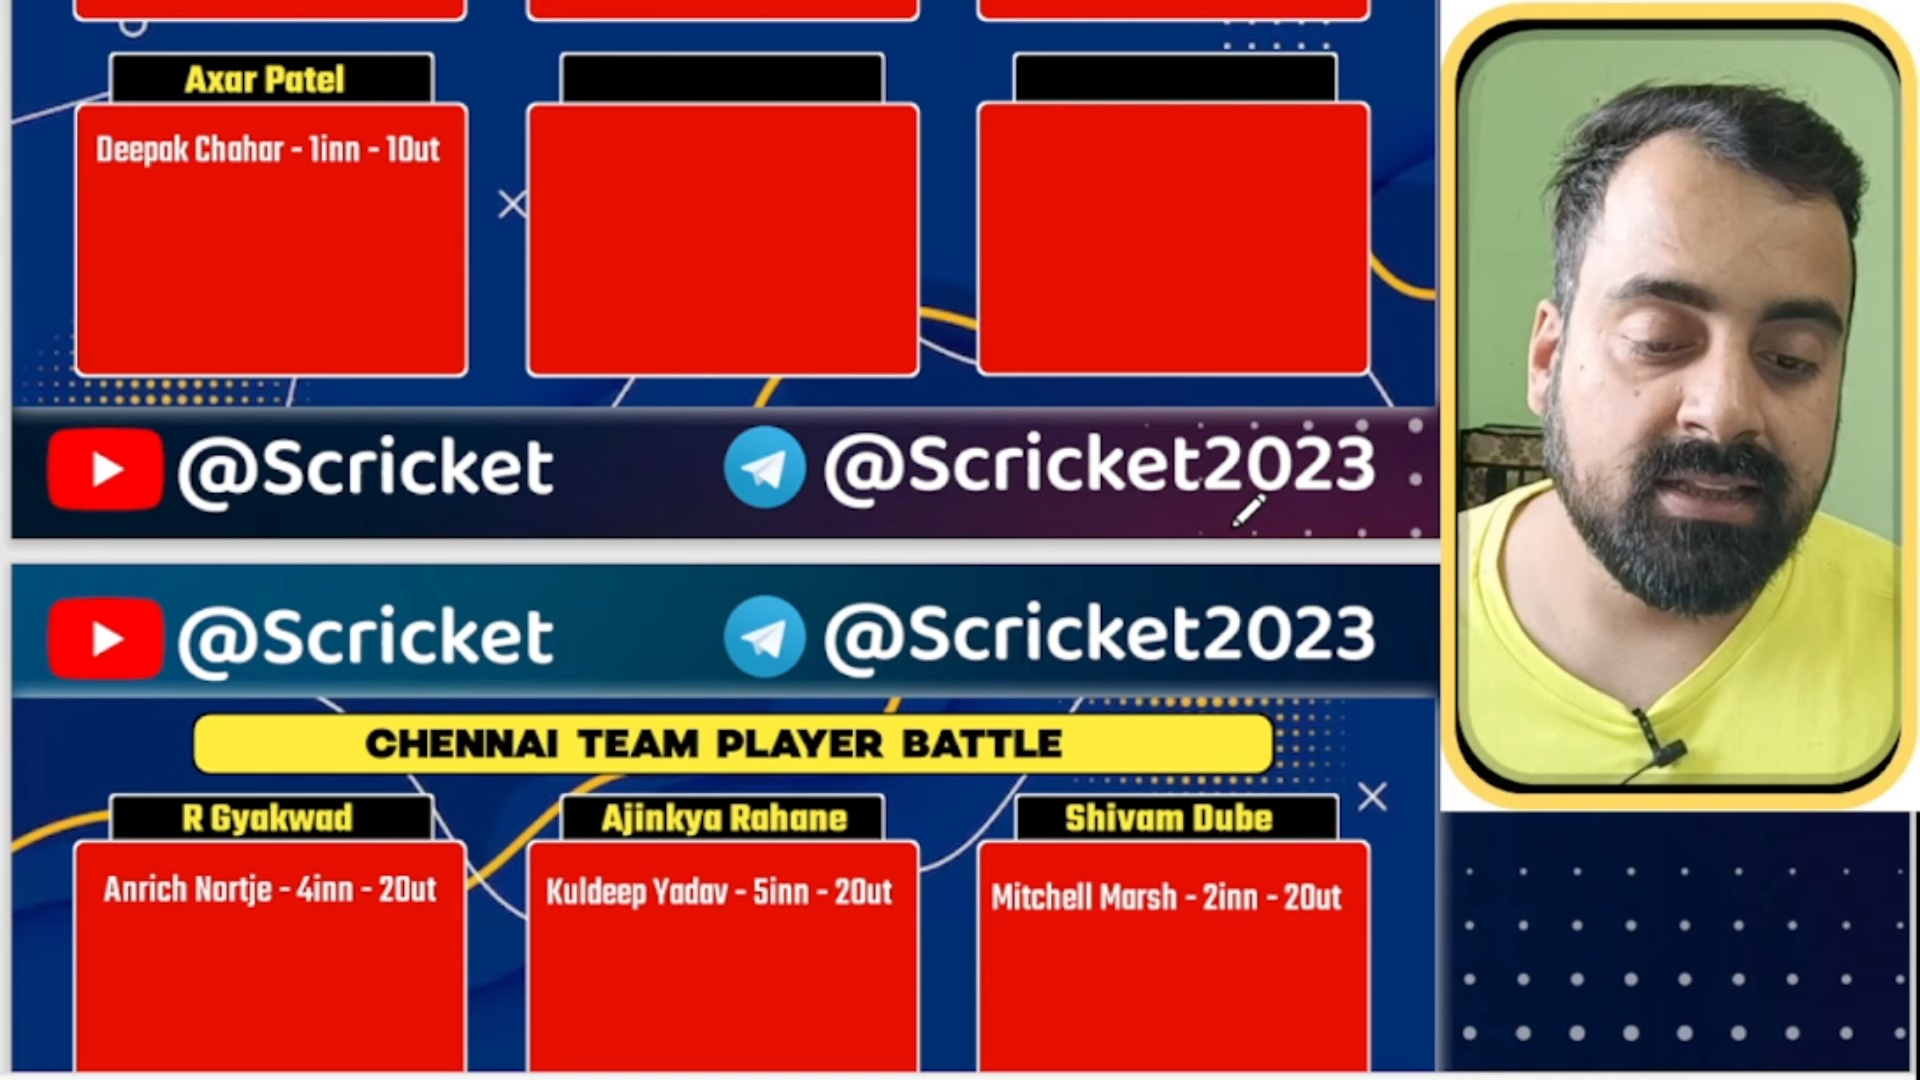 Axar Patel
Deepak Chahar - 1inn - 1Out
@Scricket
@Scricket2023
@Scricket
@Scricket2023
CHENNAI TEAM PLAYER BATTLE
R Gyakwad
Ajinkya Rahane
Shivam Dube
Anrich Nortje - 4inn - 2Out
Kuldeep Yadav - 5inn - 2Out
Mitchell Marsh - 2inn - 2Out